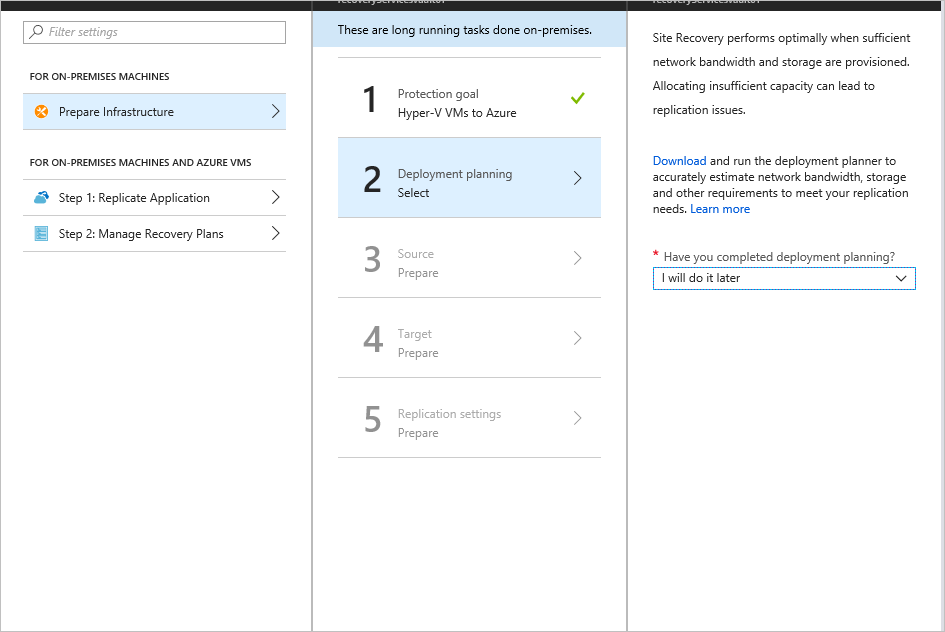 Filter settings
FOR ON-PREMISES MACHINES
Prepare Infrastructure
FOR ON-PREMISES MACHINES AND AZURE VMS
Step 1: Replicate Application
Step 2: Manage Recovery Plans
These are long running tasks done on-premises.
1
Protection goal
Hyper-V VMs to Azure
2
Deployment planning
Select
3
Source
Prepare
4
Target
Prepare
5
Replication settings
Prepare
Site Recovery performs optimally when sufficient
network bandwidth and storage are provisioned.
Allocating insufficient capacity can lead to
replication issues.
Download and run the deployment planner to
accurately estimate network bandwidth, storage
and other requirements to meet your replication
needs. Learn more
* Have you completed deployment planning?
I will do it later